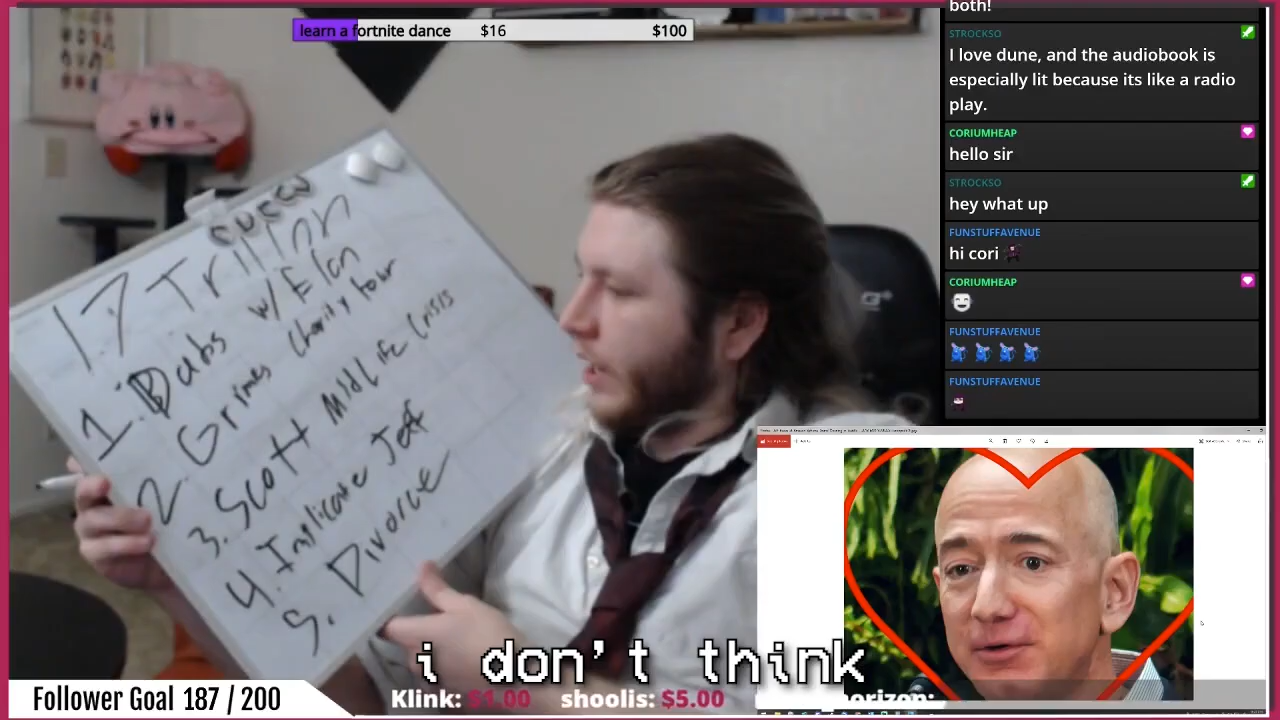 learn a fortnite dance $16 $100
1.7 Trillion
1. Dabs w/ Elon
2. Grimes Charity tour
3. Scott Midlife Crisis
4. Implicate Jeff
5. Divorce
both!
STROCKSO
I love dune, and the audiobook is
especially lit because its like a radio
play.
CORIUMHEAP
hello sir
STROCKSO
hey what up
FUNSTUFFAVENUE
hi cori
CORIUMHEAP
FUNSTUFFAVENUE
FUNSTUFFAVENUE
i don't think
Follower Goal 187 / 200
Klink: $1.00 shoolis: $5.00